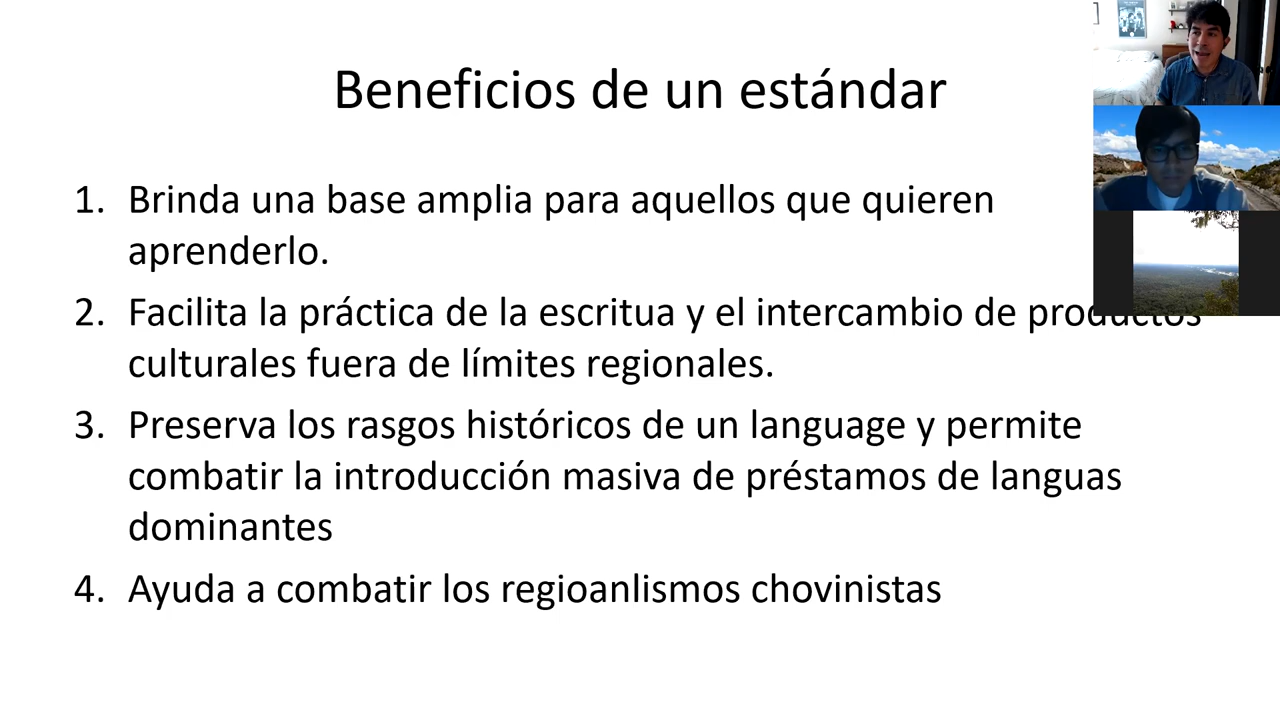 Beneficios de un estándar
1. Brinda una base amplia para aquellos que quieren
aprenderlo.
2. Facilita la práctica de la escritua y el intercambio de productos
culturales fuera de límites regionales.
3. Preserva los rasgos históricos de un language y permite
combatir la introducción masiva de préstamos de languas
dominantes
4. Ayuda a combatir los regioanlismos chovinistas